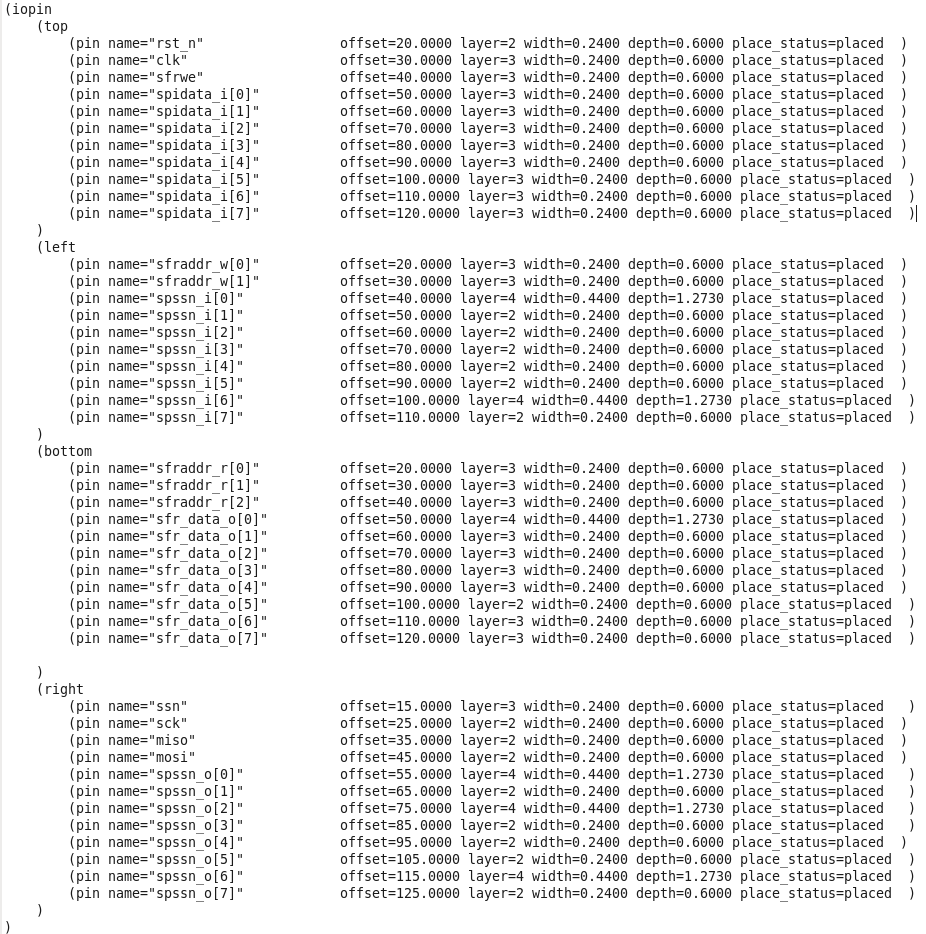 (iopin
    (top
        (pin name="rst_n"                 offset=20.0000 layer=2 width=0.2400 depth=0.6000 place_status=placed  )
        (pin name="clk"                   offset=30.0000 layer=3 width=0.2400 depth=0.6000 place_status=placed  )
        (pin name="sfrwe"                 offset=40.0000 layer=3 width=0.2400 depth=0.6000 place_status=placed  )
        (pin name="spidata_i[0]"          offset=50.0000 layer=3 width=0.2400 depth=0.6000 place_status=placed  )
        (pin name="spidata_i[1]"          offset=60.0000 layer=3 width=0.2400 depth=0.6000 place_status=placed  )
        (pin name="spidata_i[2]"          offset=70.0000 layer=3 width=0.2400 depth=0.6000 place_status=placed  )
        (pin name="spidata_i[3]"          offset=80.0000 layer=3 width=0.2400 depth=0.6000 place_status=placed  )
        (pin name="spidata_i[4]"          offset=90.0000 layer=3 width=0.2400 depth=0.6000 place_status=placed  )
        (pin name="spidata_i[5]"          offset=100.0000 layer=3 width=0.2400 depth=0.6000 place_status=placed  )
        (pin name="spidata_i[6]"          offset=110.0000 layer=3 width=0.2400 depth=0.6000 place_status=placed  )
        (pin name="spidata_i[7]"          offset=120.0000 layer=3 width=0.2400 depth=0.6000 place_status=placed  )
    )
    (left
        (pin name="sfraddr_w[0]"          offset=20.0000 layer=3 width=0.2400 depth=0.6000 place_status=placed  )
        (pin name="sfraddr_w[1]"          offset=30.0000 layer=3 width=0.2400 depth=0.6000 place_status=placed  )
        (pin name="spssn_i[0]"            offset=40.0000 layer=4 width=0.4400 depth=1.2730 place_status=placed  )
        (pin name="spssn_i[1]"            offset=50.0000 layer=2 width=0.2400 depth=0.6000 place_status=placed  )
        (pin name="spssn_i[2]"            offset=60.0000 layer=2 width=0.2400 depth=0.6000 place_status=placed  )
        (pin name="spssn_i[3]"            offset=70.0000 layer=2 width=0.2400 depth=0.6000 place_status=placed  )
        (pin name="spssn_i[4]"            offset=80.0000 layer=2 width=0.2400 depth=0.6000 place_status=placed  )
        (pin name="spssn_i[5]"            offset=90.0000 layer=2 width=0.2400 depth=0.6000 place_status=placed  )
        (pin name="spssn_i[6]"            offset=100.0000 layer=4 width=0.4400 depth=1.2730 place_status=placed  )
        (pin name="spssn_i[7]"            offset=110.0000 layer=2 width=0.2400 depth=0.6000 place_status=placed  )
    )
    (bottom
        (pin name="sfraddr_r[0]"          offset=20.0000 layer=3 width=0.2400 depth=0.6000 place_status=placed  )
        (pin name="sfraddr_r[1]"          offset=30.0000 layer=3 width=0.2400 depth=0.6000 place_status=placed  )
        (pin name="sfraddr_r[2]"          offset=40.0000 layer=3 width=0.2400 depth=0.6000 place_status=placed  )
        (pin name="sfr_data_o[0]"         offset=50.0000 layer=4 width=0.4400 depth=1.2730 place_status=placed  )
        (pin name="sfr_data_o[1]"         offset=60.0000 layer=3 width=0.2400 depth=0.6000 place_status=placed  )
        (pin name="sfr_data_o[2]"         offset=70.0000 layer=3 width=0.2400 depth=0.6000 place_status=placed  )
        (pin name="sfr_data_o[3]"         offset=80.0000 layer=3 width=0.2400 depth=0.6000 place_status=placed  )
        (pin name="sfr_data_o[4]"         offset=90.0000 layer=3 width=0.2400 depth=0.6000 place_status=placed  )
        (pin name="sfr_data_o[5]"         offset=100.0000 layer=2 width=0.2400 depth=0.6000 place_status=placed  )
        (pin name="sfr_data_o[6]"         offset=110.0000 layer=3 width=0.2400 depth=0.6000 place_status=placed  )
        (pin name="sfr_data_o[7]"         offset=120.0000 layer=3 width=0.2400 depth=0.6000 place_status=placed  )

    )
    (right
        (pin name="ssn"                   offset=15.0000 layer=3 width=0.2400 depth=0.6000 place_status=placed   )
        (pin name="sck"                   offset=25.0000 layer=2 width=0.2400 depth=0.6000 place_status=placed  )
        (pin name="miso"                  offset=35.0000 layer=2 width=0.2400 depth=0.6000 place_status=placed  )
        (pin name="mosi"                  offset=45.0000 layer=2 width=0.2400 depth=0.6000 place_status=placed  )
        (pin name="spssn_o[0]"            offset=55.0000 layer=4 width=0.4400 depth=1.2730 place_status=placed   )
        (pin name="spssn_o[1]"            offset=65.0000 layer=2 width=0.2400 depth=0.6000 place_status=placed   )
        (pin name="spssn_o[2]"            offset=75.0000 layer=4 width=0.4400 depth=1.2730 place_status=placed   )
        (pin name="spssn_o[3]"            offset=85.0000 layer=2 width=0.2400 depth=0.6000 place_status=placed   )
        (pin name="spssn_o[4]"            offset=95.0000 layer=2 width=0.2400 depth=0.6000 place_status=placed  )
        (pin name="spssn_o[5]"            offset=105.0000 layer=2 width=0.2400 depth=0.6000 place_status=placed  )
        (pin name="spssn_o[6]"            offset=115.0000 layer=4 width=0.4400 depth=1.2730 place_status=placed  )
        (pin name="spssn_o[7]"            offset=125.0000 layer=2 width=0.2400 depth=0.6000 place_status=placed  )
    )
)